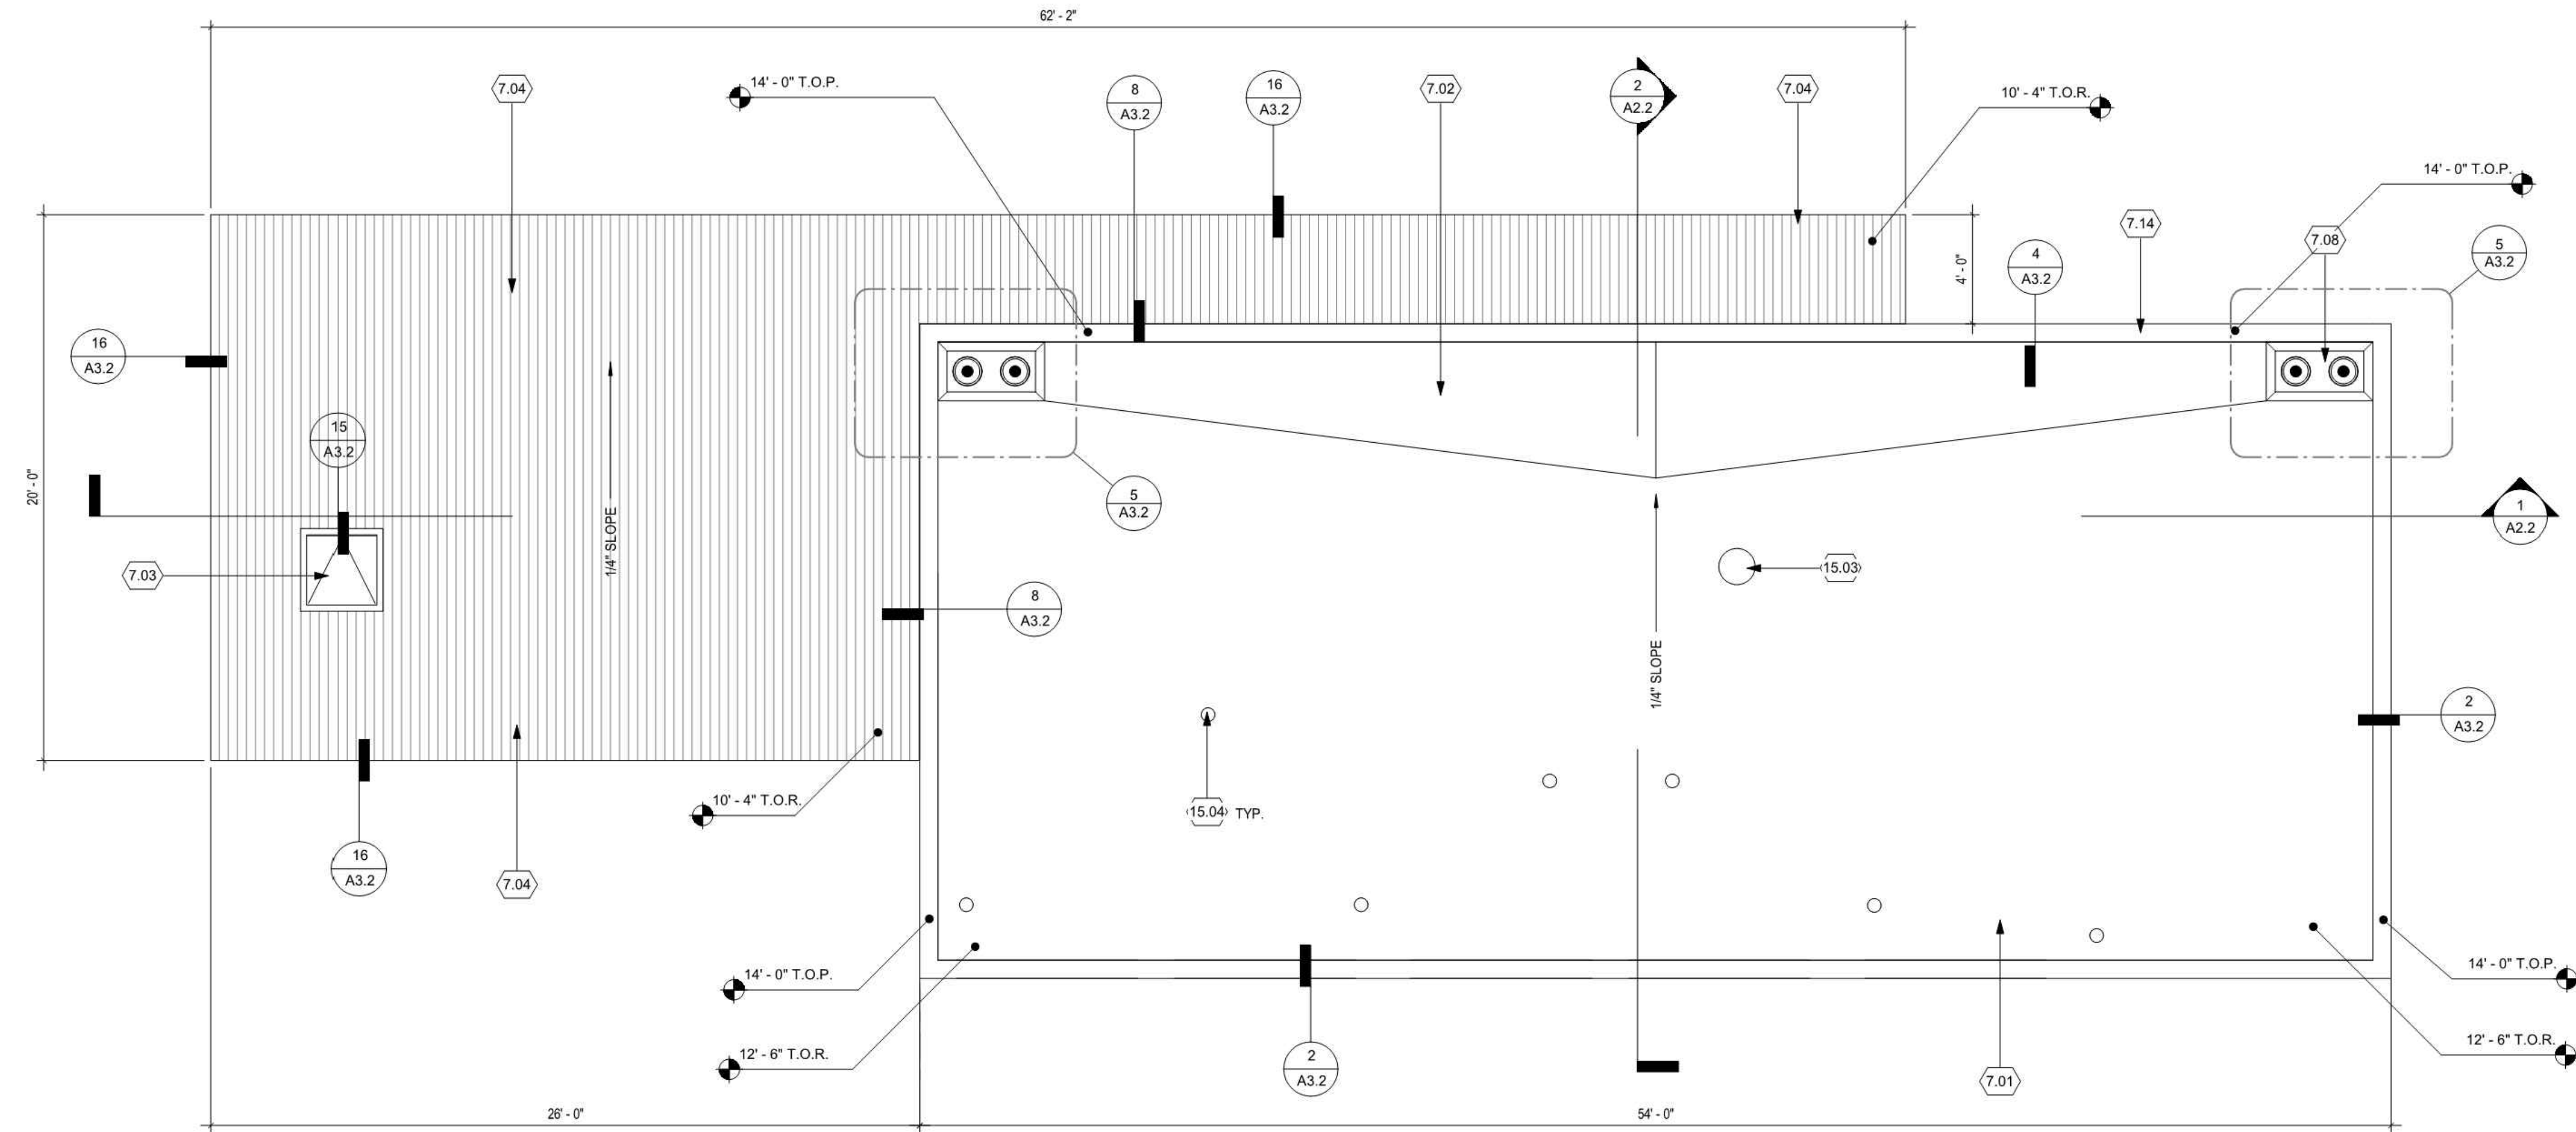 62' - 2"
14' - 0" T.O.P.
7.04
8
A3.2
16
A3.2
7.02
2
A2.2
7.04
10' - 4" T.O.R.
14' - 0" T.O.P.
7.14
7.08
5
A3.2
4
A3.2
4' - 0"
16
A3.2
15
A3.2
20' - 0"
1/4" SLOPE
5
A3.2
1
A2.2
7.03
15.03
8
A3.2
1/4" SLOPE
2
A3.2
10' - 4" T.O.R.
15.04 TYP.
16
A3.2
7.04
14' - 0" T.O.P.
14' - 0" T.O.P.
12' - 6" T.O.R.
12' - 6" T.O.R.
2
A3.2
7.01
26' - 0"
54' - 0"